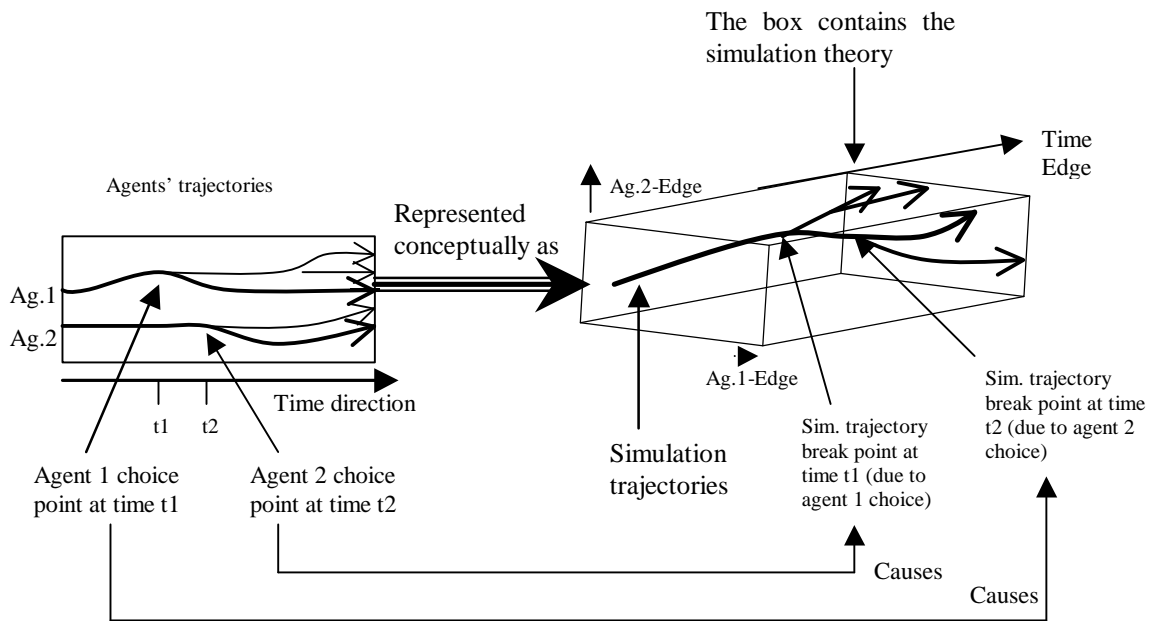 The box contains the
simulation theory
Time
Edge
Agents' trajectories
Ag.2-Edge
Represented
conceptually as
Ag.1
Ag.2
Time direction
t1
t2
Ag.1-Edge
Agent 1 choice
point at time t1
Agent 2 choice
point at time t2
Simulation
trajectories
Sim. trajectory
break point at
time t1 (due to
agent 1 choice)
Sim. trajectory
break point at time
t2 (due to agent 2
choice)
Causes
Causes